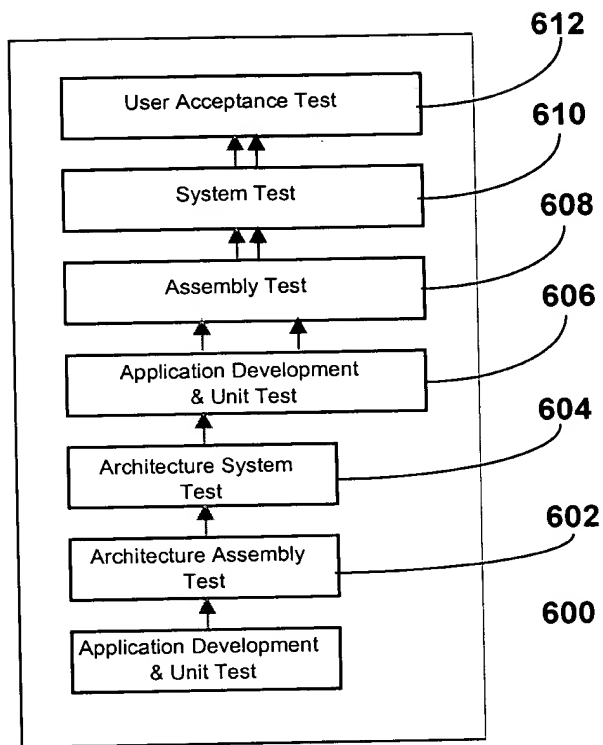 612
User Acceptance Test
610
System Test
608
Assembly Test
606
Application Development
& Unit Test
604
Architecture System
Test
602
Architecture Assembly
Test
600
Application Development
& Unit Test